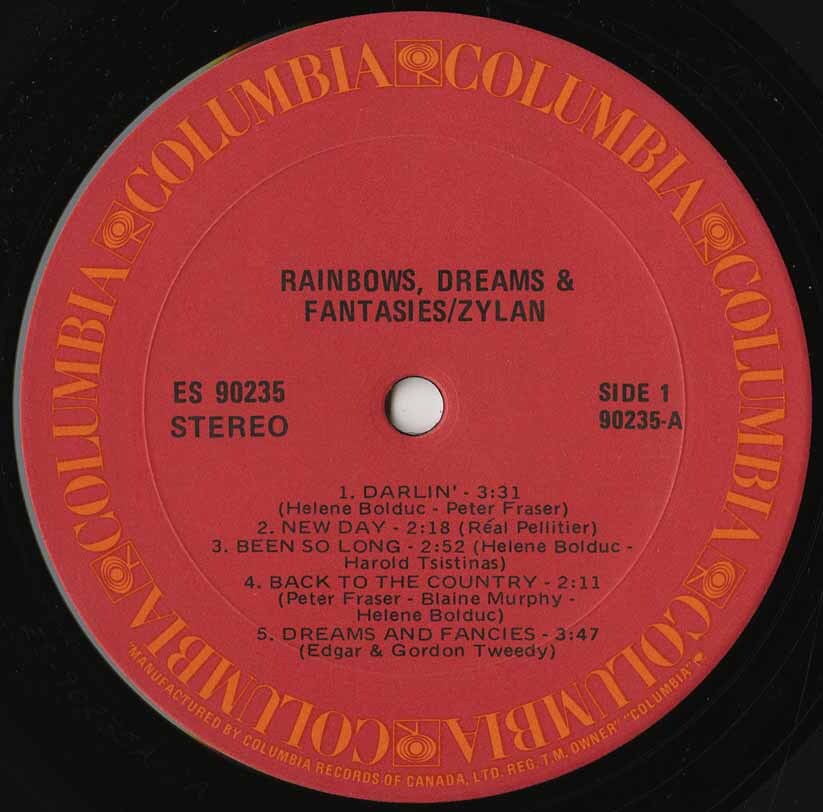 COLUMBIA COLUMBIA COLUMBIA COLUMBIA COLUMBIA COLUMBIA COLUMBIA COLUMBIA
RAINBOWS, DREAMS &
FANTASIES/ZYLAN
ES 90235
STEREO
SIDE 1
90235-A
1. DARLIN' - 3:31
(Helene Bolduc - Peter Fraser)
2. NEW DAY - 2:18 (Réal Pellitier)
3. BEEN SO LONG - 2:52 (Helene Bolduc -
Harold Tsistinas)
4. BACK TO THE COUNTRY - 2:11
(Peter Fraser - Blaine Murphy -
Helene Bolduc)
5. DREAMS AND FANCIES - 3:47
(Edgar & Gordon Tweedy)
"MANUFACTURED BY COLUMBIA RECORDS OF CANADA, LTD. REG. T.M. OWNER" "COLUMBIA"